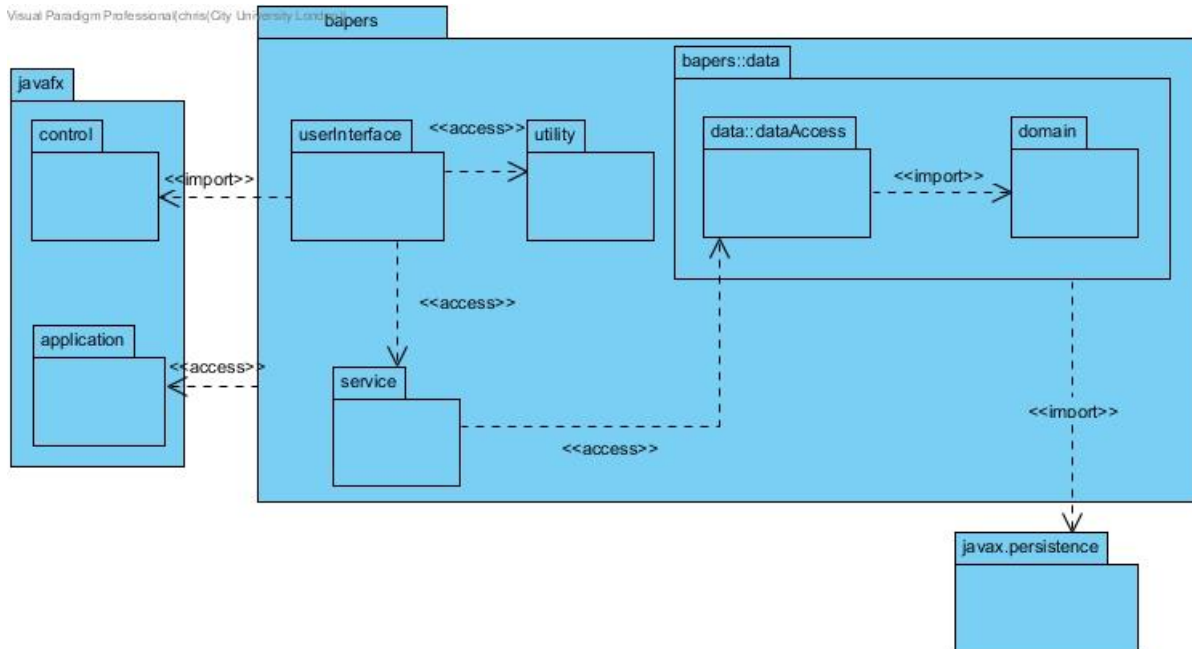 Visual Paradigm Professional(chris(City University London))
bapers
javafx
bapers::data
control
userInterface
<<access>>
utility
data::dataAccess
domain
<<import>>
<<import>>
<<access>>
application
<<access>>
service
<<access>>
<<import>>
javax.persistence